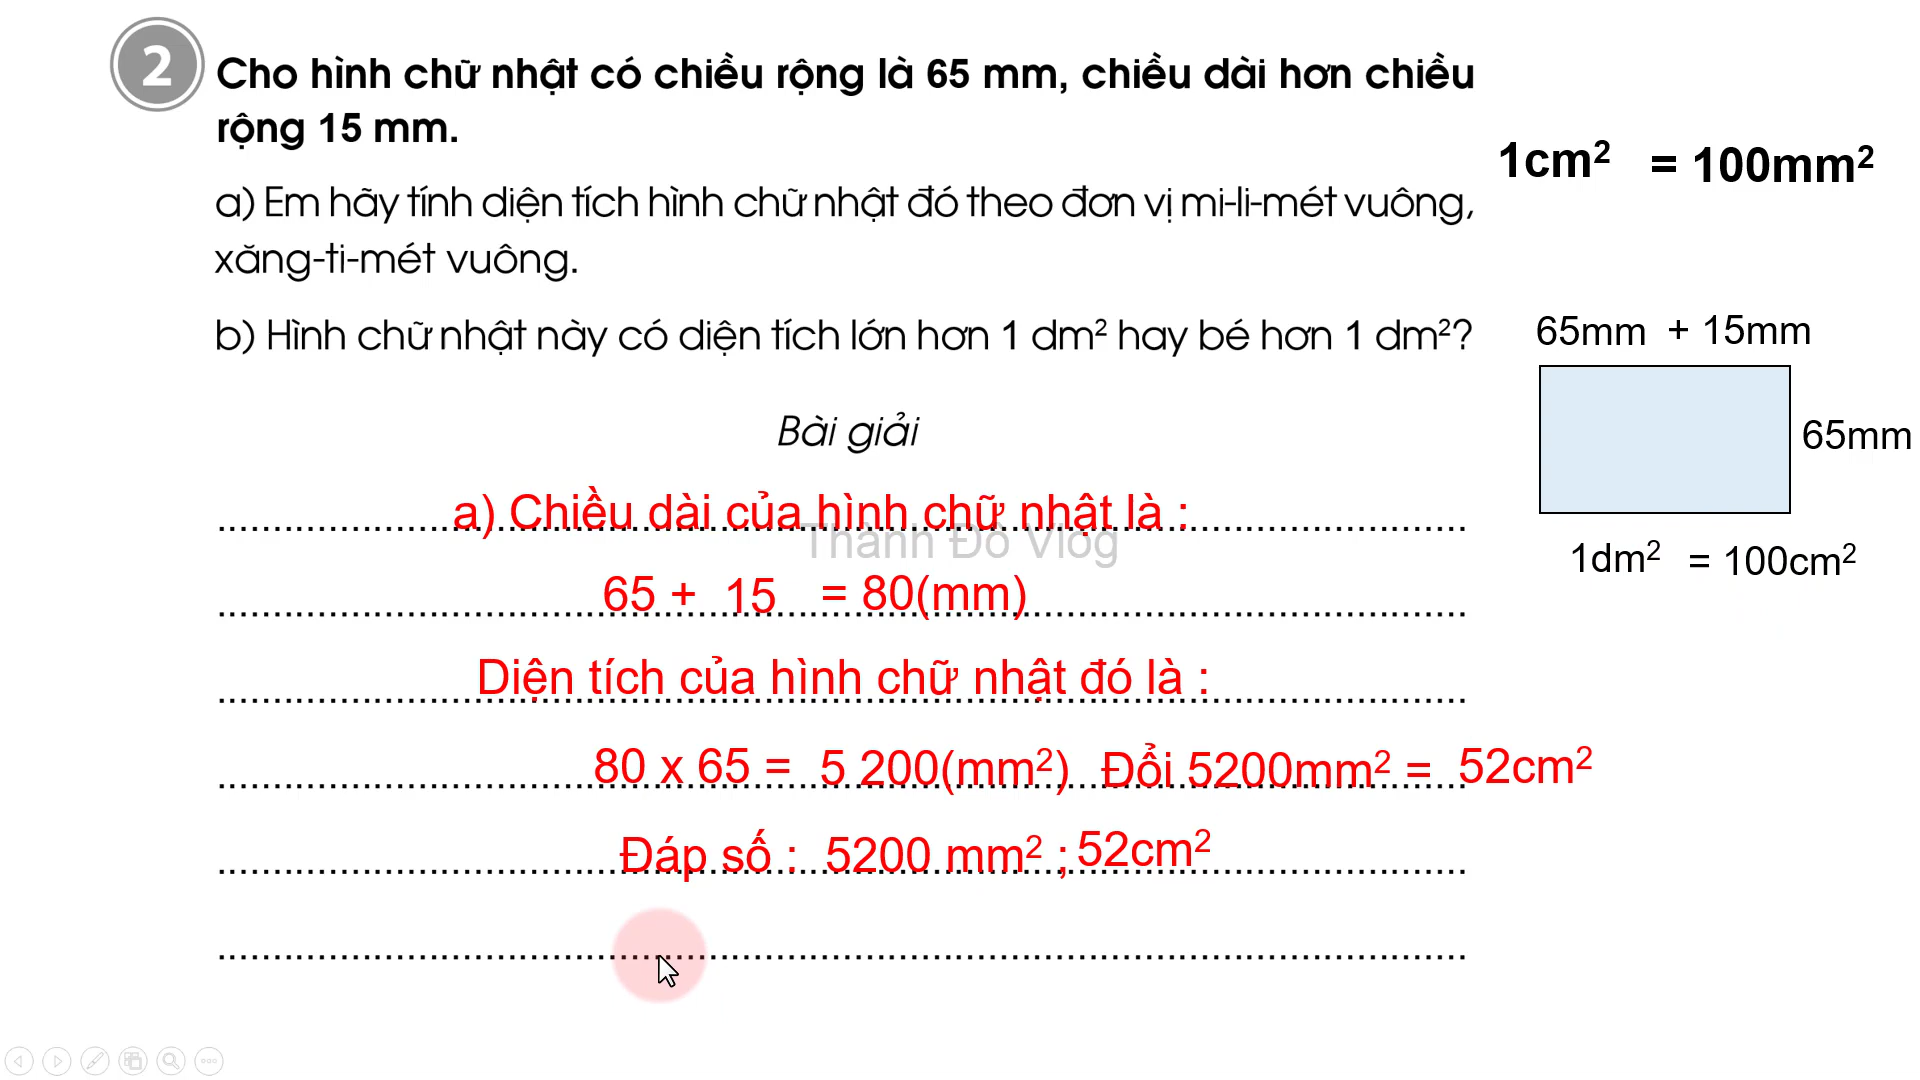 2
Cho hình chữ nhật có chiều rộng là 65 mm, chiều dài hơn chiều
rộng 15 mm.
1cm² = 100mm²
a) Em hãy tính diện tích hình chữ nhật đó theo đơn vị mi-li-mét vuông,
xăng-ti-mét vuông.
b) Hình chữ nhật này có diện tích lớn hơn 1 dm² hay bé hơn 1 dm²?
65mm + 15mm
65mm
1dm² = 100cm²
Bài giải
a) Chiều dài của hình chữ nhật là :
Thành Đô Vlog
65 + 15 = 80(mm)
Diện tích của hình chữ nhật đó là :
80 x 65 = 5 200(mm²) Đổi 5200mm² = 52cm²
Đáp số : 5200 mm² ; 52cm²